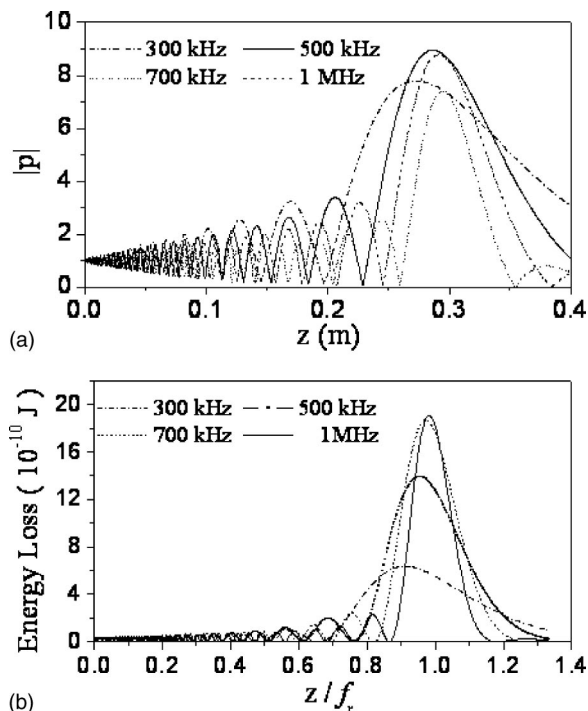 10
300 kHz 500 kHz
8
700 kHz 1 MHz
6
|p|
4
2
0
0.0 0.1 0.2 0.3 0.4
(a)
z (m)
20
300 kHz 500 kHz
700 kHz 1MHz
16
12
Energy Loss ( 10⁻¹⁰ J )
8
4
0
0.0 0.2 0.4 0.6 0.8 1.0 1.2 1.4
(b)
z / fᵣ